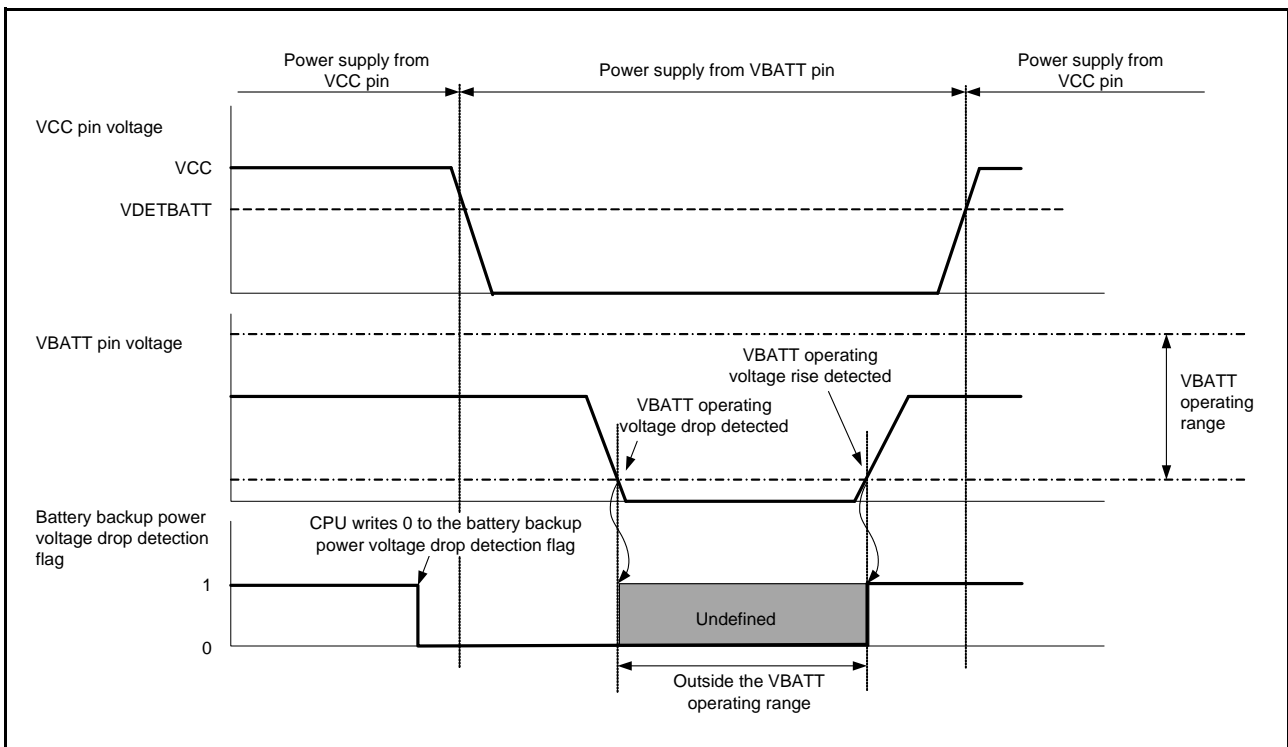 Power supply from
VCC pin
Power supply from VBATT pin
Power supply from
VCC pin
VCC pin voltage
VCC
VDETBATT
VBATT pin voltage
VBATT operating
voltage rise detected
VBATT
operating
range
VBATT operating
voltage drop detected
Battery backup power
voltage drop detection
flag
CPU writes 0 to the battery backup
power voltage drop detection flag
1
Undefined
0
Outside the VBATT
operating range